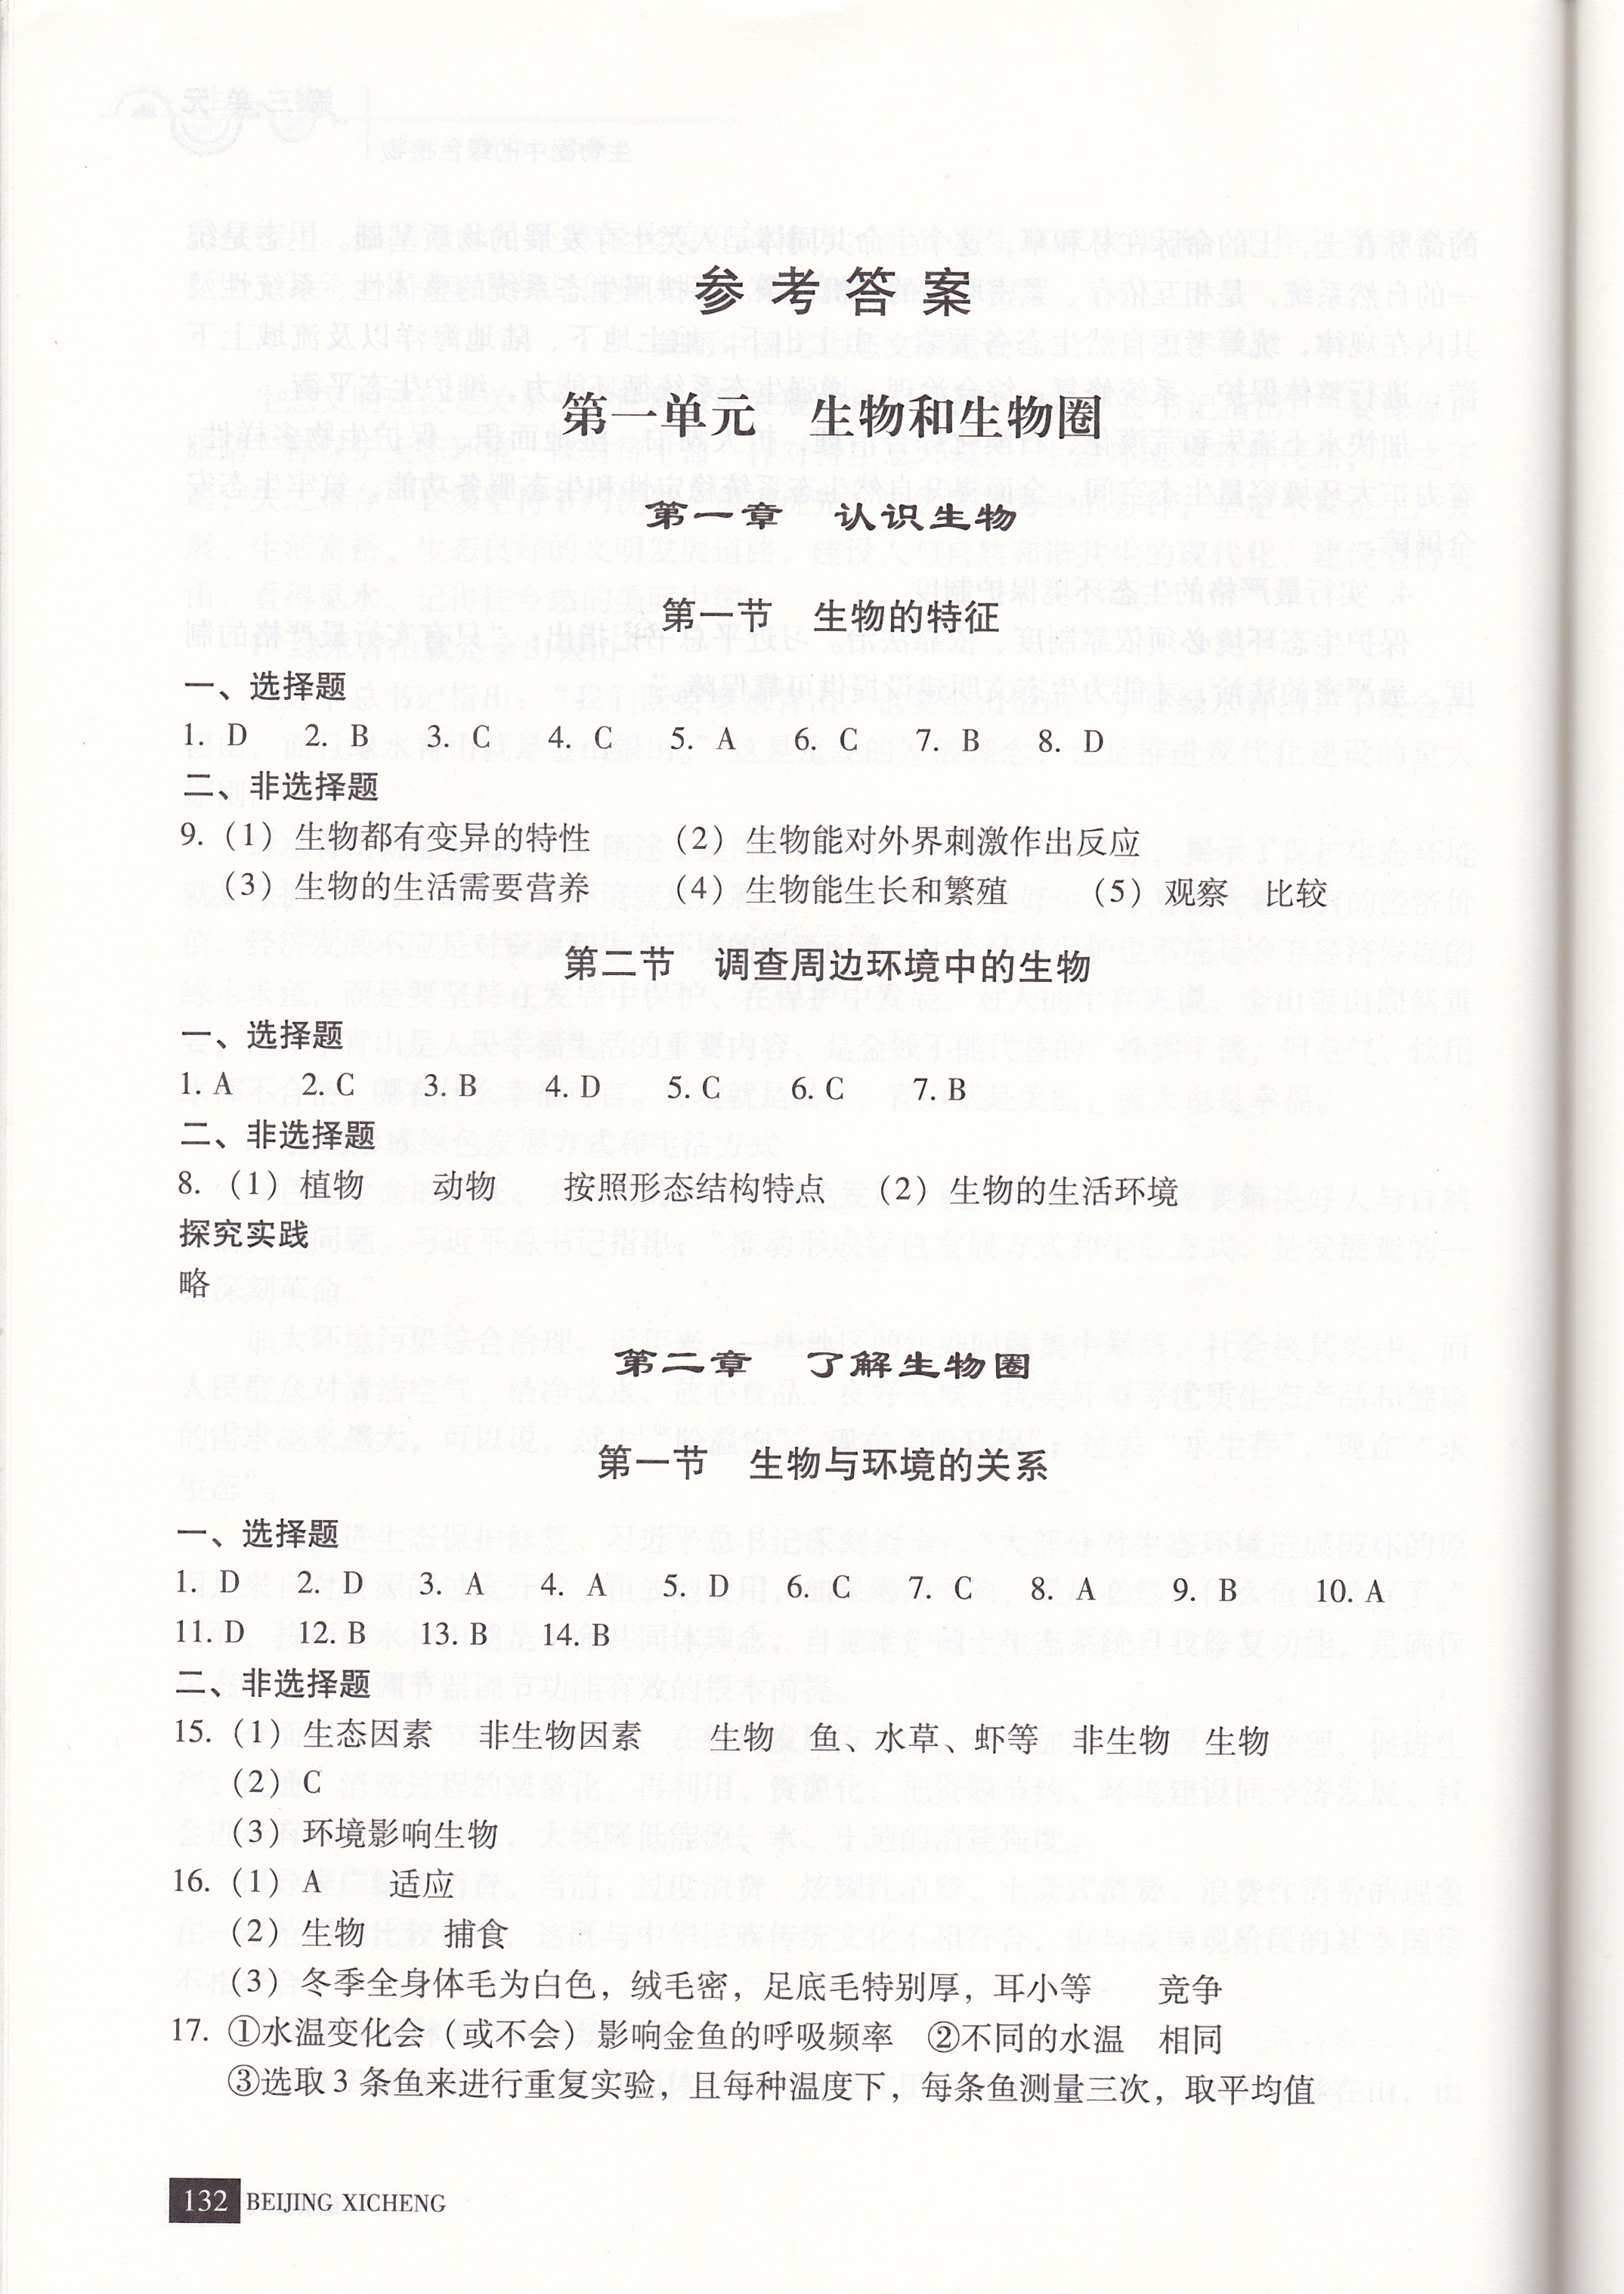 参考答案
第一单元 生物和生物圈
第一章 认识生物
第一节 生物的特征
一、选择题
1. D 2. B 3. C 4. C 5. A 6. C 7. B 8. D
二、非选择题
9.（1）生物都有变异的特性 （2）生物能对外界刺激作出反应
（3）生物的生活需要营养 （4）生物能生长和繁殖 （5）观察 比较
第二节 调查周边环境中的生物
一、选择题
1. A 2. C 3. B 4. D 5. C 6. C 7. B
二、非选择题
8.（1）植物 动物 按照形态结构特点 （2）生物的生活环境
探究实践
略
第二章 了解生物圈
第一节 生物与环境的关系
一、选择题
1. D 2. D 3. A 4. A 5. D 6. C 7. C 8. A 9. B 10. A
11. D 12. B 13. B 14. B
二、非选择题
15.（1）生态因素 非生物因素 生物 鱼、水草、虾等 非生物 生物
（2）C
（3）环境影响生物
16.（1）A 适应
（2）生物 捕食
（3）冬季全身体毛为白色，绒毛密，足底毛特别厚，耳小等 竞争
17. ①水温变化会（或不会）影响金鱼的呼吸频率 ②不同的水温 相同
③选取 3 条鱼来进行重复实验，且每种温度下，每条鱼测量三次，取平均值
132 BEIJING XICHENG